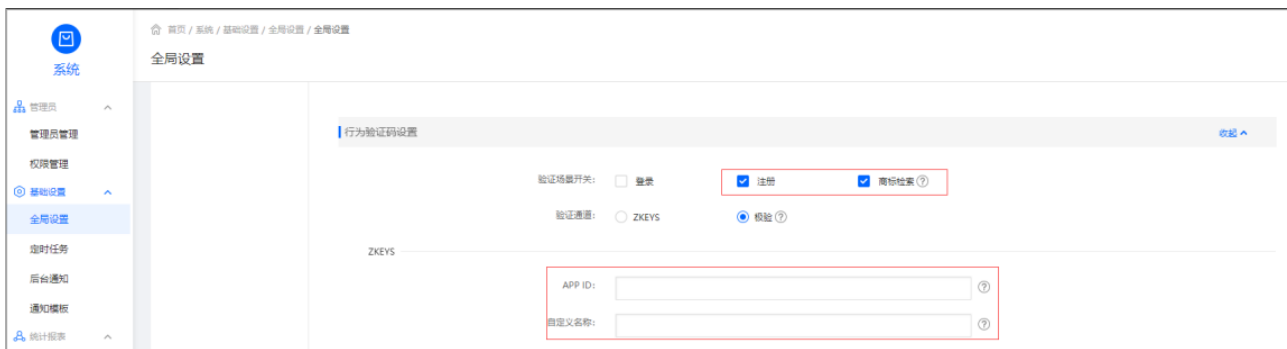 首页 / 系统 / 基础设置 / 全局设置 / 全局设置
系统
全局设置
管理员
管理员管理
权限管理
基础设置
全局设置
定时任务
后台通知
通知模板
统计报表
行为验证码设置
收起
验证场景开关: 登录 注册 商标检索 ?
验证通道: ZKEYS 极验 ?
ZKEYS
APP ID: ?
自定义名称: ?